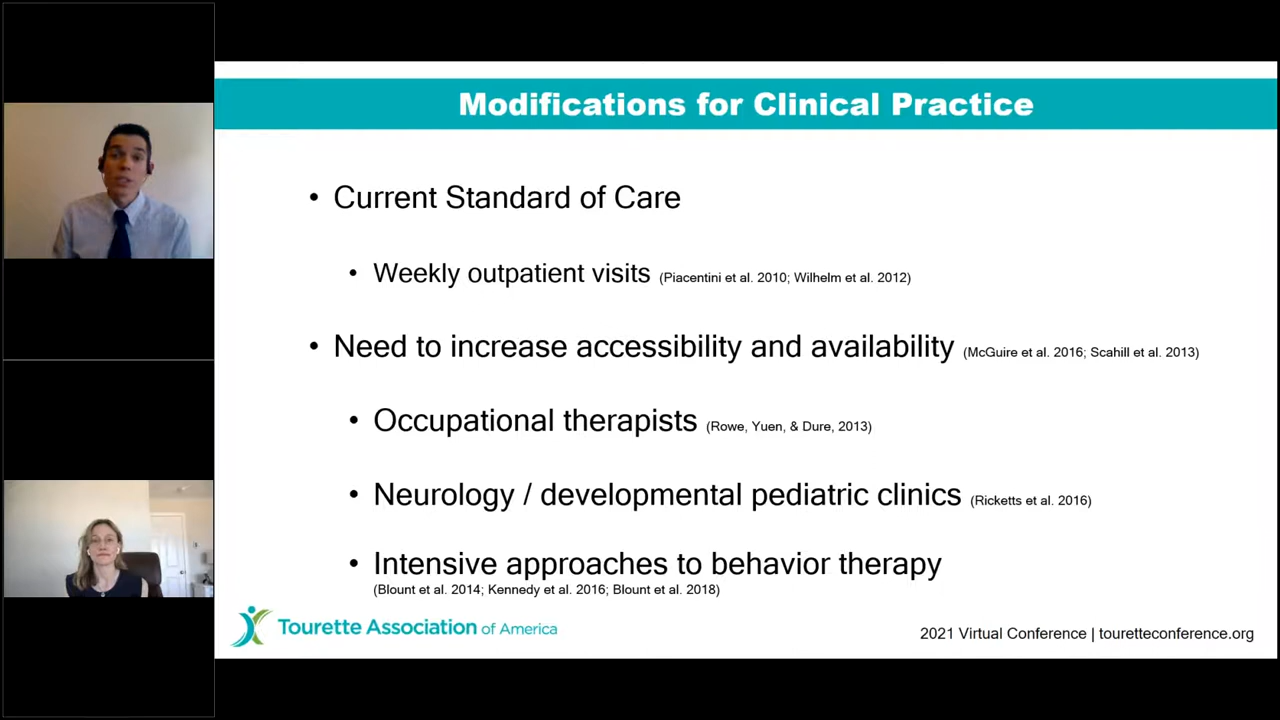 Modifications for Clinical Practice
• Current Standard of Care
• Weekly outpatient visits (Piacentini et al. 2010; Wilhelm et al. 2012)
• Need to increase accessibility and availability (McGuire et al. 2016; Scahill et al. 2013)
• Occupational therapists (Rowe, Yuen, & Dure, 2013)
• Neurology / developmental pediatric clinics (Ricketts et al. 2016)
• Intensive approaches to behavior therapy
(Blount et al. 2014; Kennedy et al. 2016; Blount et al. 2018)
Tourette Association of America
2021 Virtual Conference | touretteconference.org